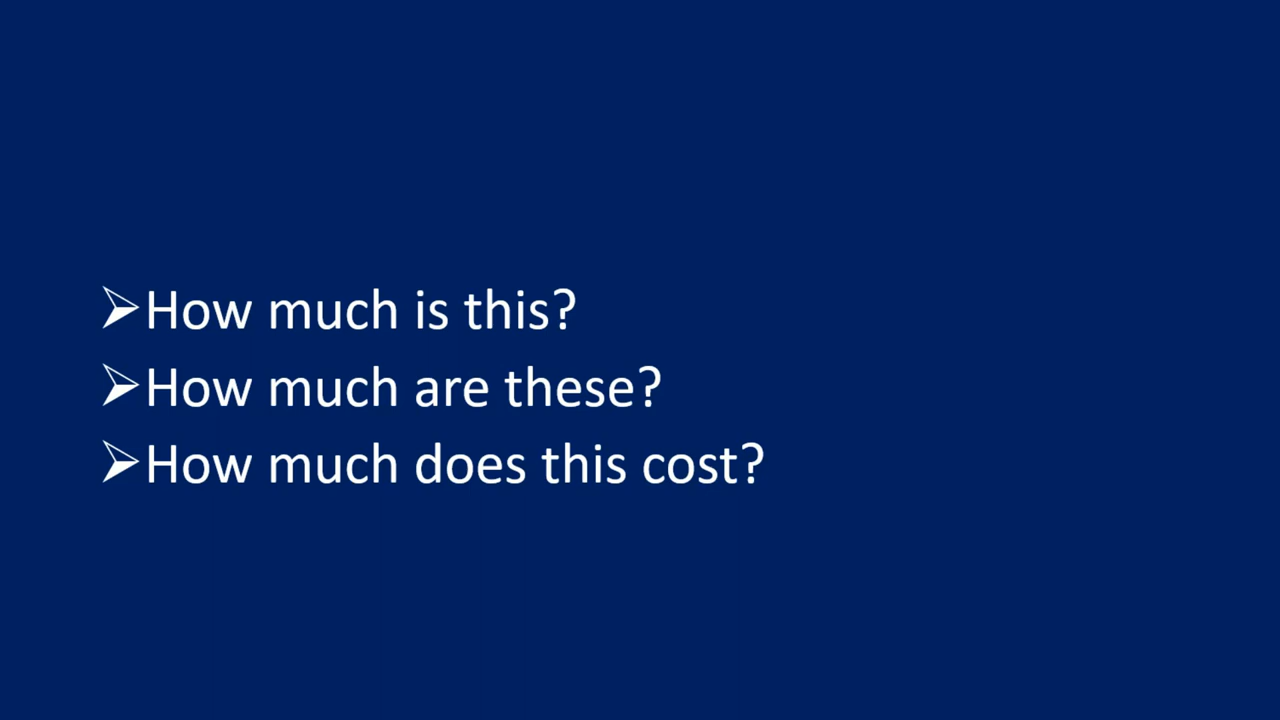 ➢How much is this?
➢How much are these?
➢How much does this cost?